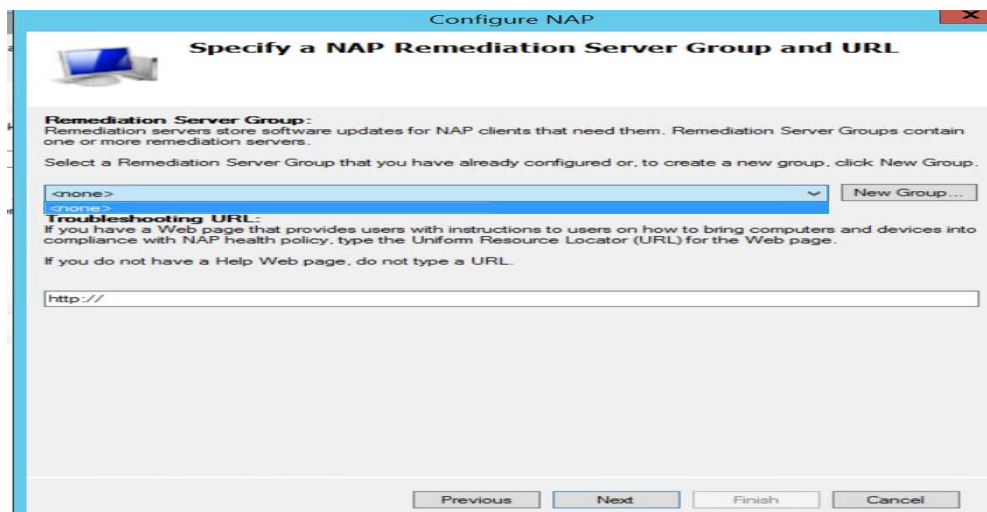 Configure NAP
Specify a NAP Remediation Server Group and URL
Remediation Server Group:
Remediation servers store software updates for NAP clients that need them. Remediation Server Groups contain
one or more remediation servers.
Select a Remediation Server Group that you have already configured or, to create a new group, click New Group.
<none>
New Group...
<none>
Troubleshooting URL:
If you have a Web page that provides users with instructions to users on how to bring computers and devices into
compliance with NAP health policy, type the Uniform Resource Locator (URL) for the Web page.
If you do not have a Help Web page, do not type a URL.
http://
Previous
Next
Finish
Cancel